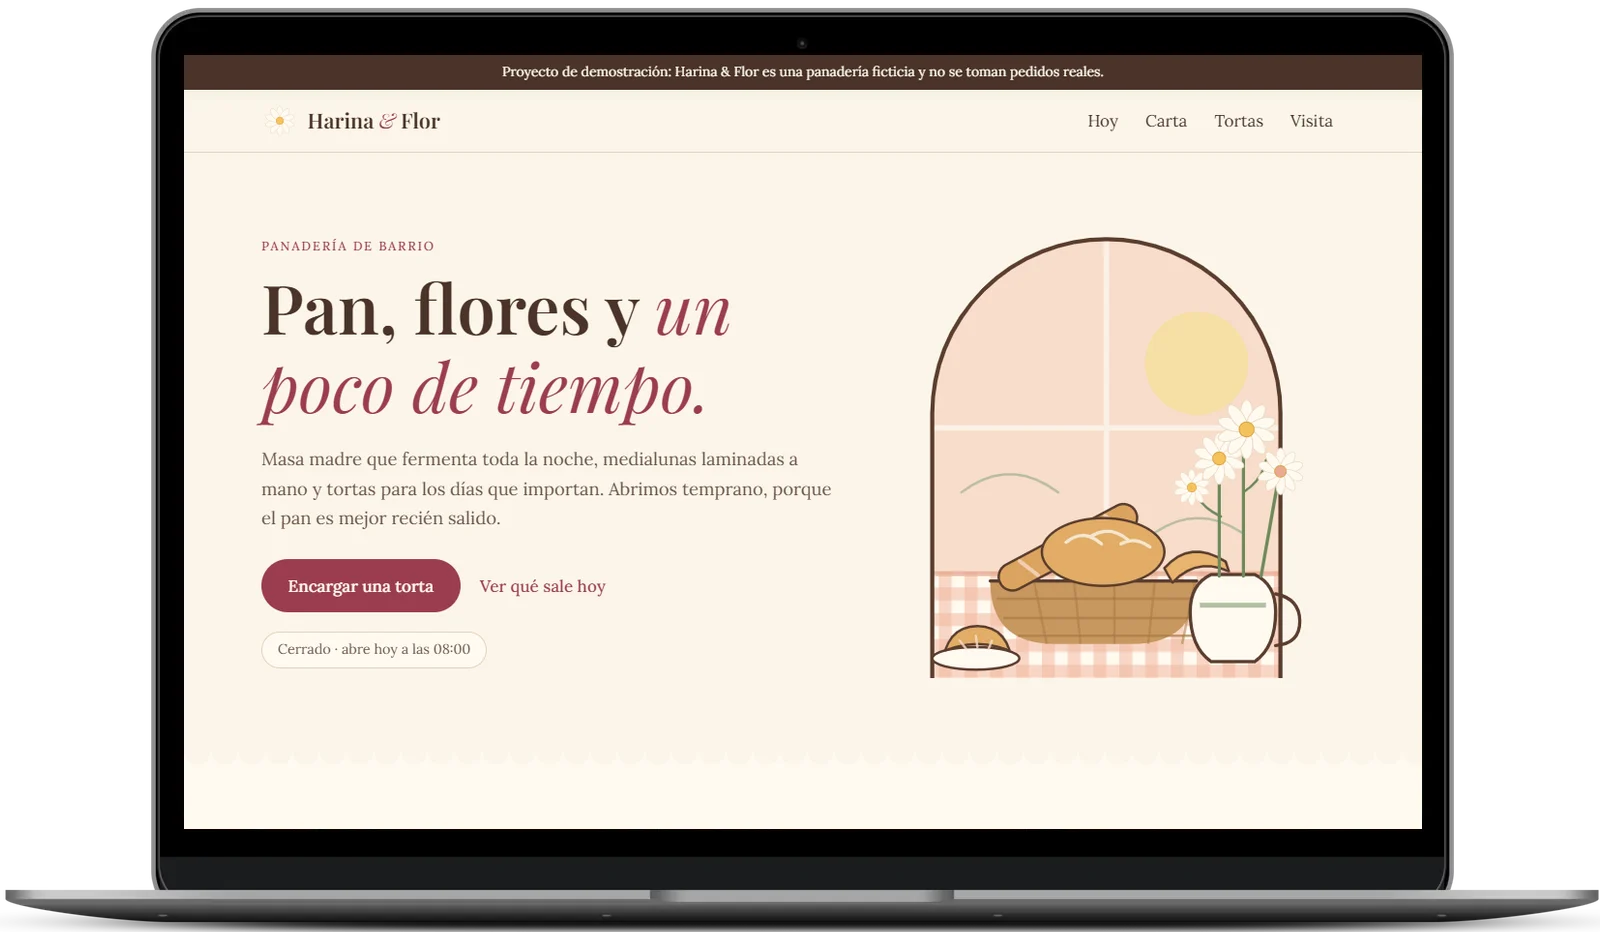 Proyecto de demostración: Harina & Flor es una panadería ficticia y no se toman pedidos reales.
Harina & Flor
Hoy
Carta
Tortas
Visita
PANADERÍA DE BARRIO
Pan, flores y un
poco de tiempo.
Masa madre que fermenta toda la noche, medialunas laminadas a
mano y tortas para los días que importan. Abrimos temprano, porque
el pan es mejor recién salido.
Encargar una torta
Ver qué sale hoy
Cerrado · abre hoy a las 08:00